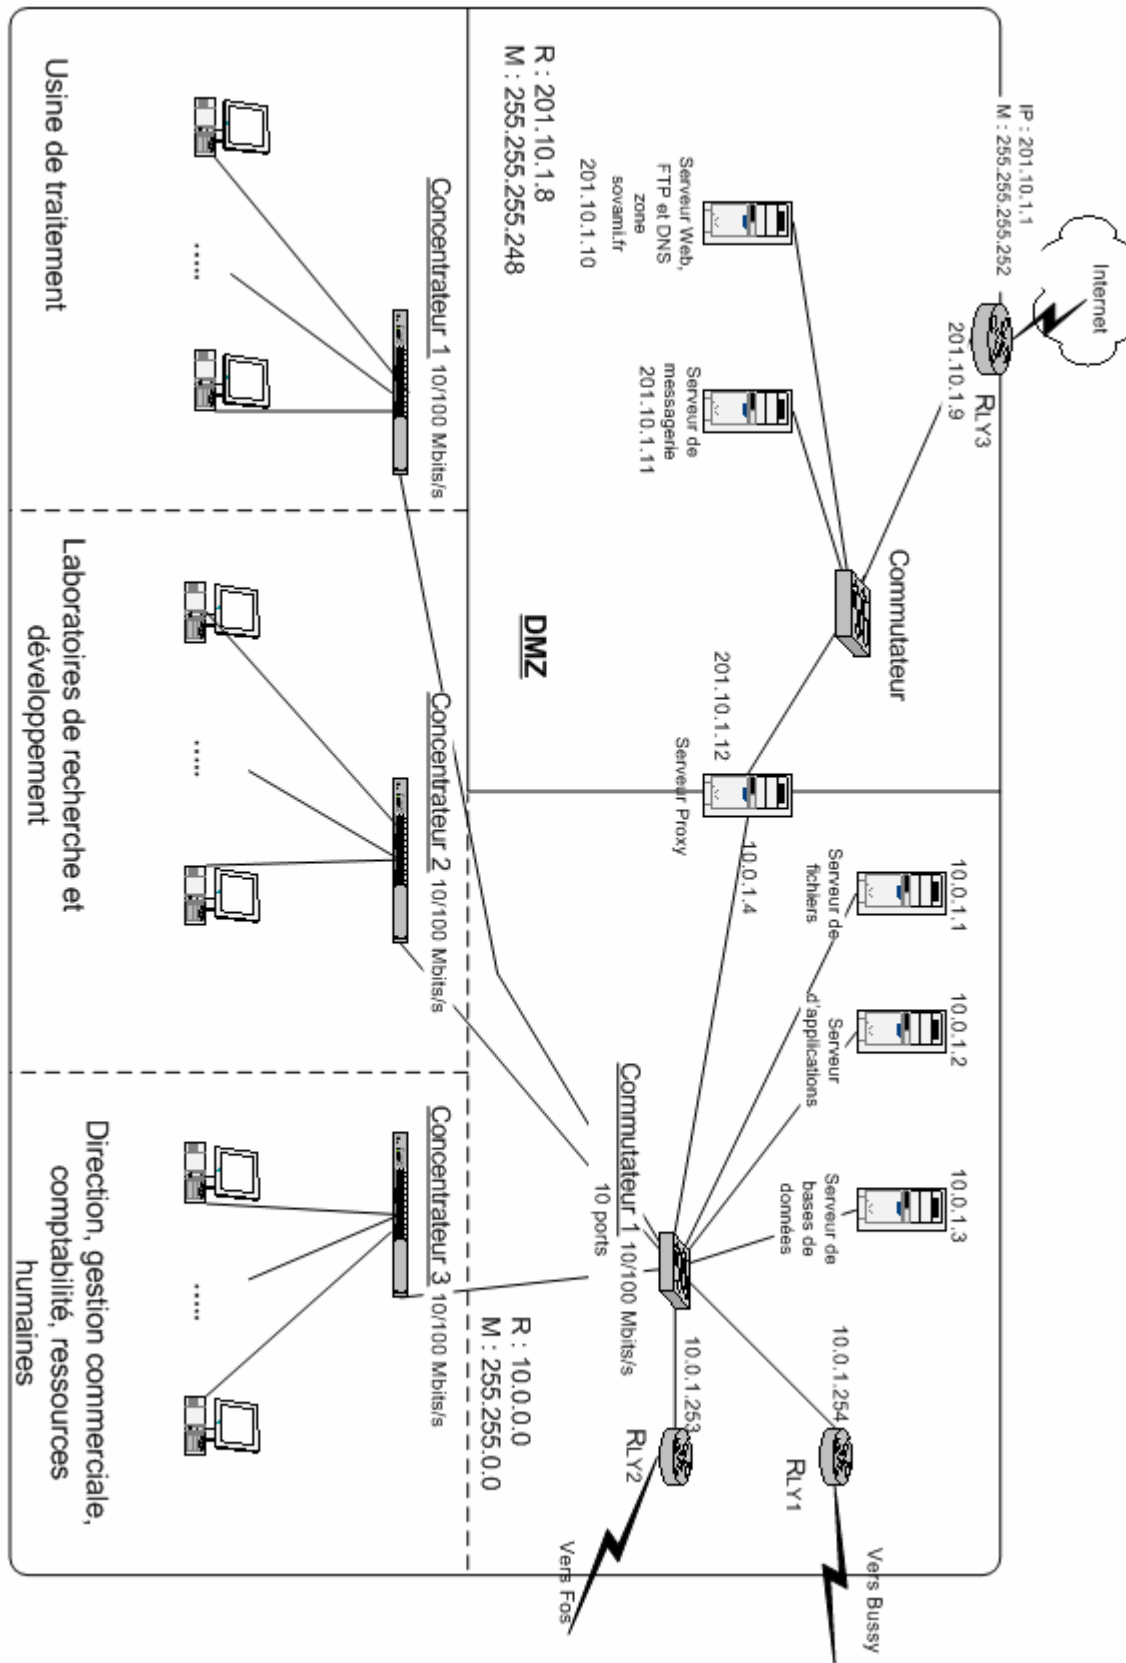 Internet
IP : 201.10.1.1
M : 255.255.255.252
RLY3
201.10.1.9
Commutateur
Serveur Web,
FTP et DNS
zone
sovami.fr
201.10.1.10
Serveur de
messagerie
201.10.1.11
R : 201.10.1.8
M : 255.255.255.248
DMZ
201.10.1.12
Serveur Proxy
10.0.1.4
10.0.1.1
Serveur de
fichiers
10.0.1.2
Serveur
d'applications
10.0.1.3
Serveur de
bases de
données
10.0.1.254
RLY1
Vers Bussy
10.0.1.253
RLY2
Vers Fos
Commutateur 1 10/100 Mbits/s
10 ports
R : 10.0.0.0
M : 255.255.0.0
Concentrateur 1 10/100 Mbits/s
.....
Usine de traitement
Concentrateur 2 10/100 Mbits/s
.....
Laboratoires de recherche et
développement
Concentrateur 3 10/100 Mbits/s
.....
Direction, gestion commerciale,
comptabilité, ressources
humaines